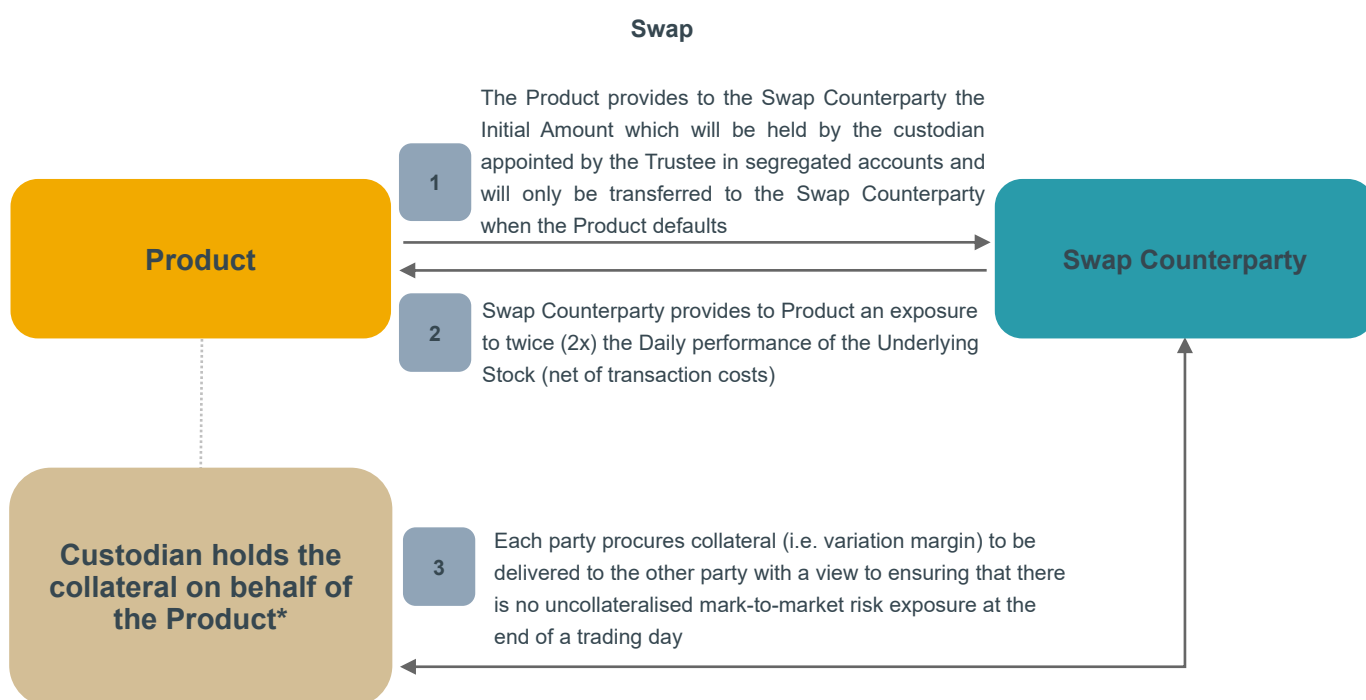 Swap
The Product provides to the Swap Counterparty the
Initial Amount which will be held by the custodian
appointed by the Trustee in segregated accounts and
will only be transferred to the Swap Counterparty
when the Product defaults
1
Product
Swap Counterparty
2
Swap Counterparty provides to Product an exposure
to twice (2x) the Daily performance of the Underlying
Stock (net of transaction costs)
Custodian holds the
collateral on behalf of
the Product*
3
Each party procures collateral (i.e. variation margin) to be
delivered to the other party with a view to ensuring that there
is no uncollateralised mark-to-market risk exposure at the
end of a trading day